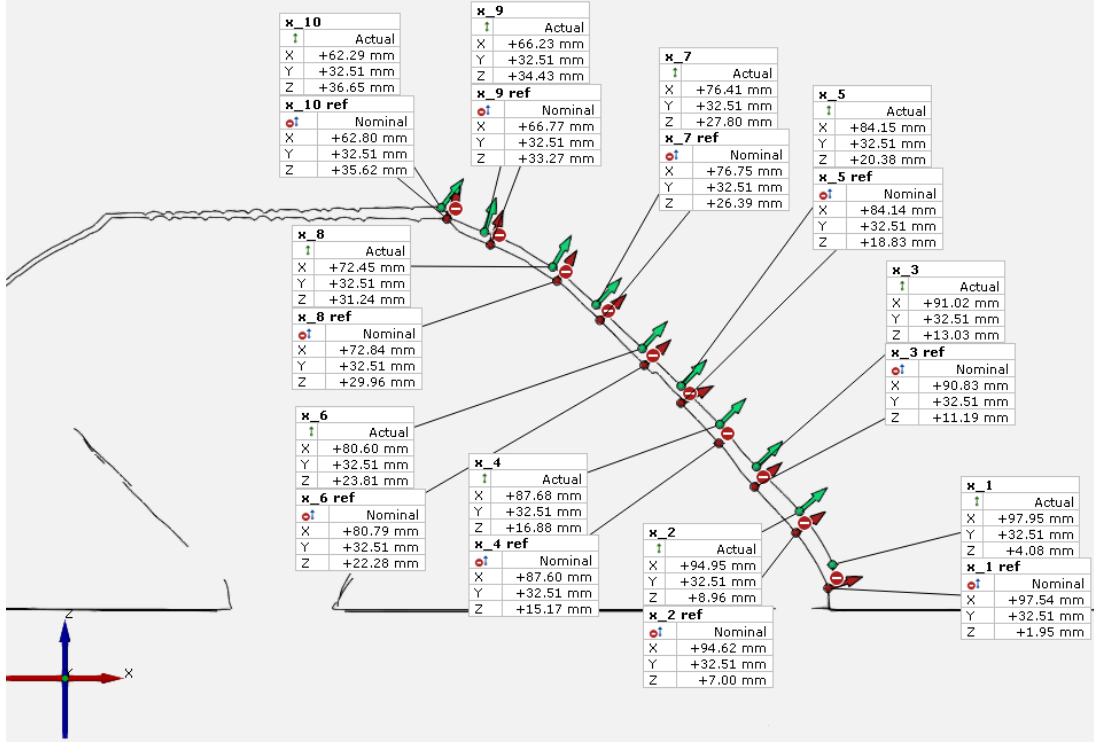 x_10
Actual
X +62.29 mm
Y +32.51 mm
Z +36.65 mm
x_10 ref
Nominal
X +62.80 mm
Y +32.51 mm
Z +35.62 mm
x_9
Actual
X +66.23 mm
Y +32.51 mm
Z +34.43 mm
x_9 ref
Nominal
X +66.77 mm
Y +32.51 mm
Z +33.27 mm
x_7
Actual
X +76.41 mm
Y +32.51 mm
Z +27.80 mm
x_7 ref
Nominal
X +76.75 mm
Y +32.51 mm
Z +26.39 mm
x_5
Actual
X +84.15 mm
Y +32.51 mm
Z +20.38 mm
x_5 ref
Nominal
X +84.14 mm
Y +32.51 mm
Z +18.83 mm
x_8
Actual
X +72.45 mm
Y +32.51 mm
Z +31.24 mm
x_8 ref
Nominal
X +72.84 mm
Y +32.51 mm
Z +29.96 mm
x_3
Actual
X +91.02 mm
Y +32.51 mm
Z +13.03 mm
x_3 ref
Nominal
X +90.83 mm
Y +32.51 mm
Z +11.19 mm
x_6
Actual
X +80.60 mm
Y +32.51 mm
Z +23.81 mm
x_6 ref
Nominal
X +80.79 mm
Y +32.51 mm
Z +22.28 mm
x_4
Actual
X +87.68 mm
Y +32.51 mm
Z +16.88 mm
x_4 ref
Nominal
X +87.60 mm
Y +32.51 mm
Z +15.17 mm
x_2
Actual
X +94.95 mm
Y +32.51 mm
Z +8.96 mm
x_2 ref
Nominal
X +94.62 mm
Y +32.51 mm
Z +7.00 mm
x_1
Actual
X +97.95 mm
Y +32.51 mm
Z +4.08 mm
x_1 ref
Nominal
X +97.54 mm
Y +32.51 mm
Z +1.95 mm
Z
Y
X